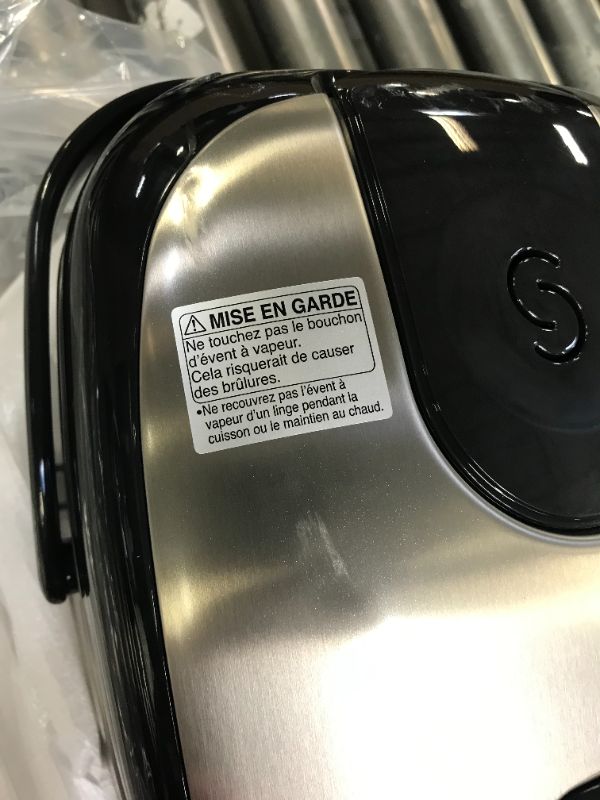 ⚠ MISE EN GARDE
Ne touchez pas le bouchon
d'évent à vapeur.
Cela risquerait de causer
des brûlures.
•Ne recouvrez pas l'évent à
vapeur d'un linge pendant la
cuisson ou le maintien au chaud.